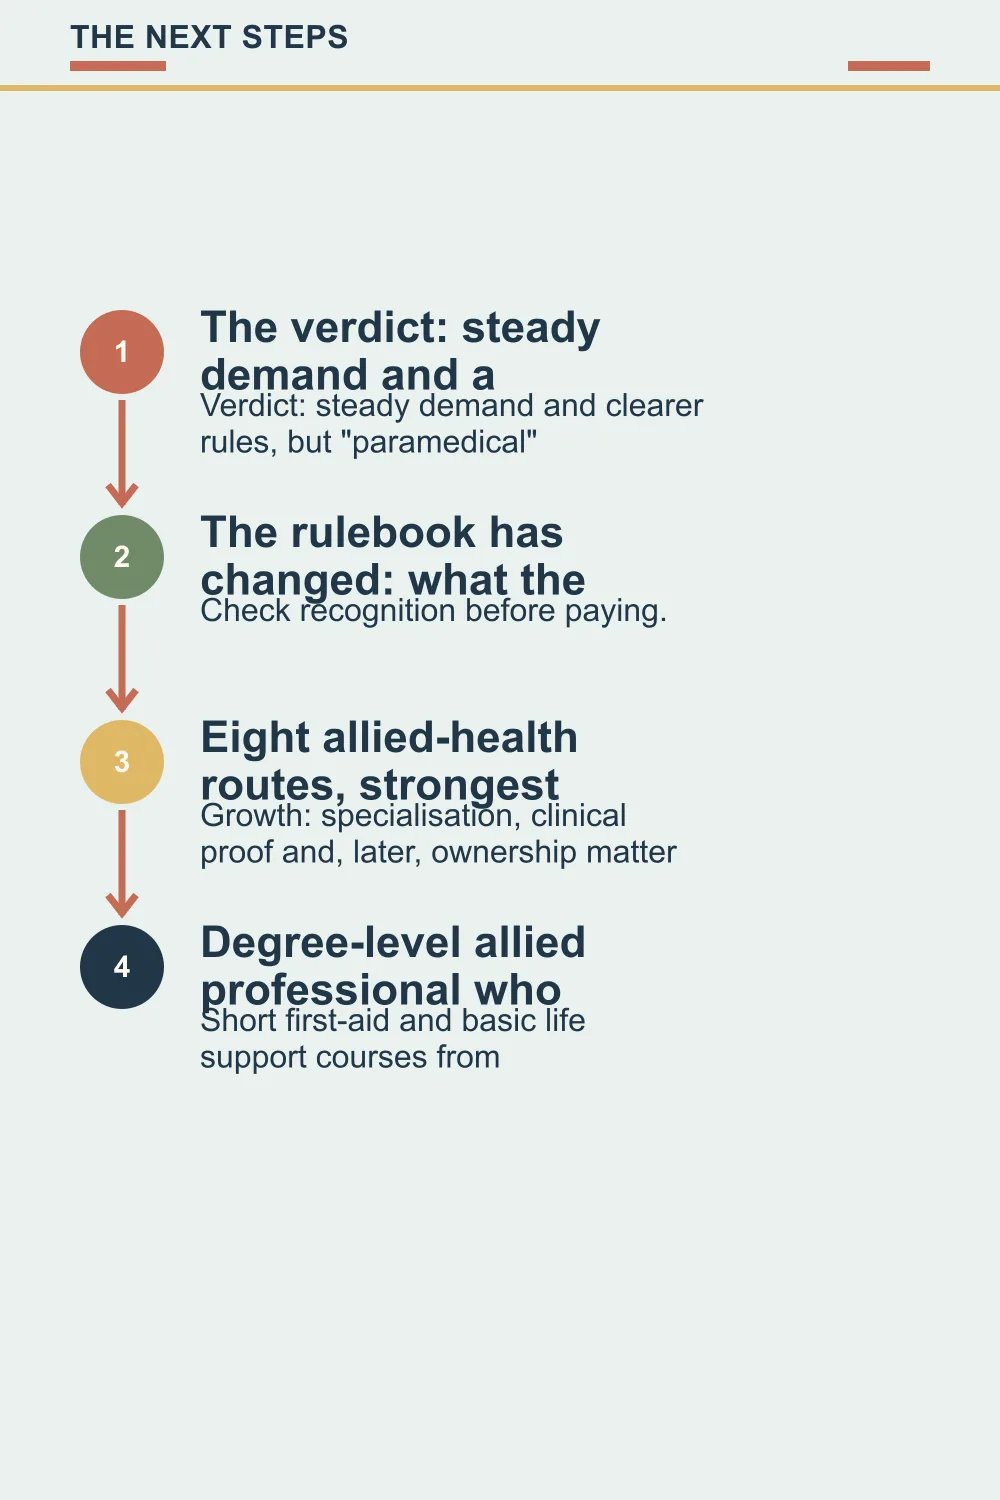 THE NEXT STEPS
1
The verdict: steady
demand and a
Verdict: steady demand and clearer
rules, but "paramedical"
2
The rulebook has
changed: what the
Check recognition before paying.
3
Eight allied-health
routes, strongest
Growth: specialisation, clinical
proof and, later, ownership matter
4
Degree-level allied
professional who
Short first-aid and basic life
support courses from